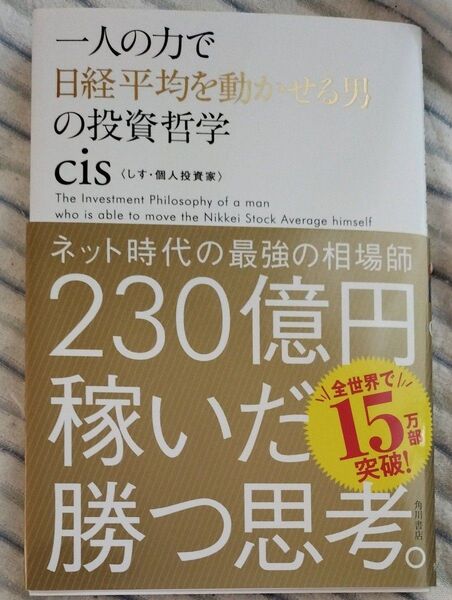 一人の力で
日経平均を動かせる男
の投資哲学
cis〈しす・個人投資家〉
The Investment Philosophy of a man
who is able to move the Nikkei Stock Average himself
ネット時代の最強の相場師
230億円
稼いだ
勝つ思考。
全世界で
15万部
突破!
角川書店